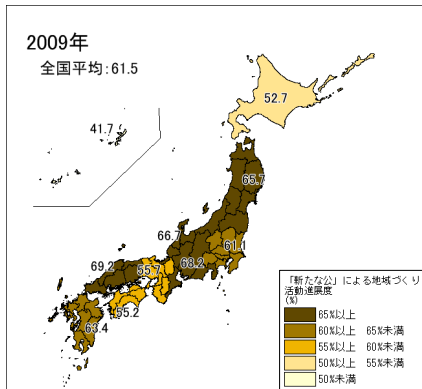 2009年
全国平均:61.5
52.7
41.7
65.7
66.7
61.1
69.2
55.7
68.2
55.2
63.4
「新たな公」による地域づくり
活動進展度
(%)
65%以上
60%以上 65%未満
55%以上 60%未満
50%以上 55%未満
50%未満